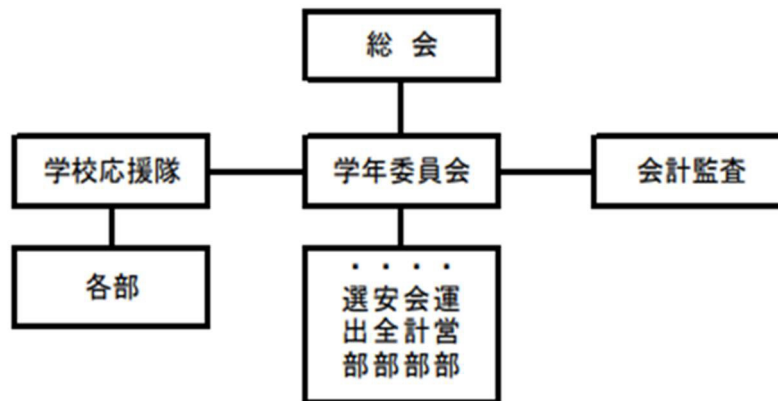 総 会
学校応援隊
学年委員会
会計監査
各部
・運営部
・会計部
・安全部
・選出部